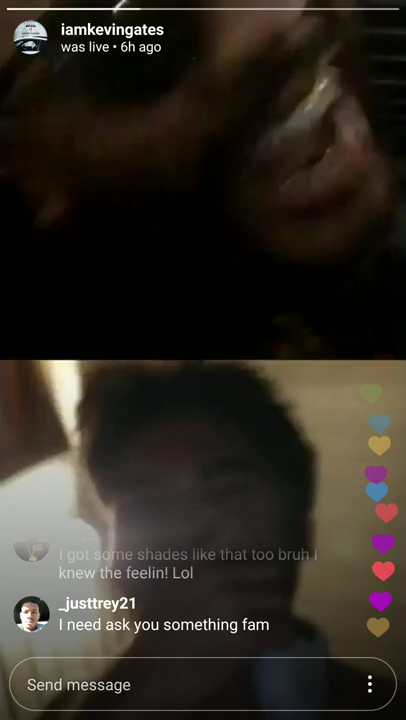 iamkevingates
was live • 6h ago
I got some shades like that too bruh I
knew the feelin! Lol
_justtrey21
I need ask you something fam
Send message